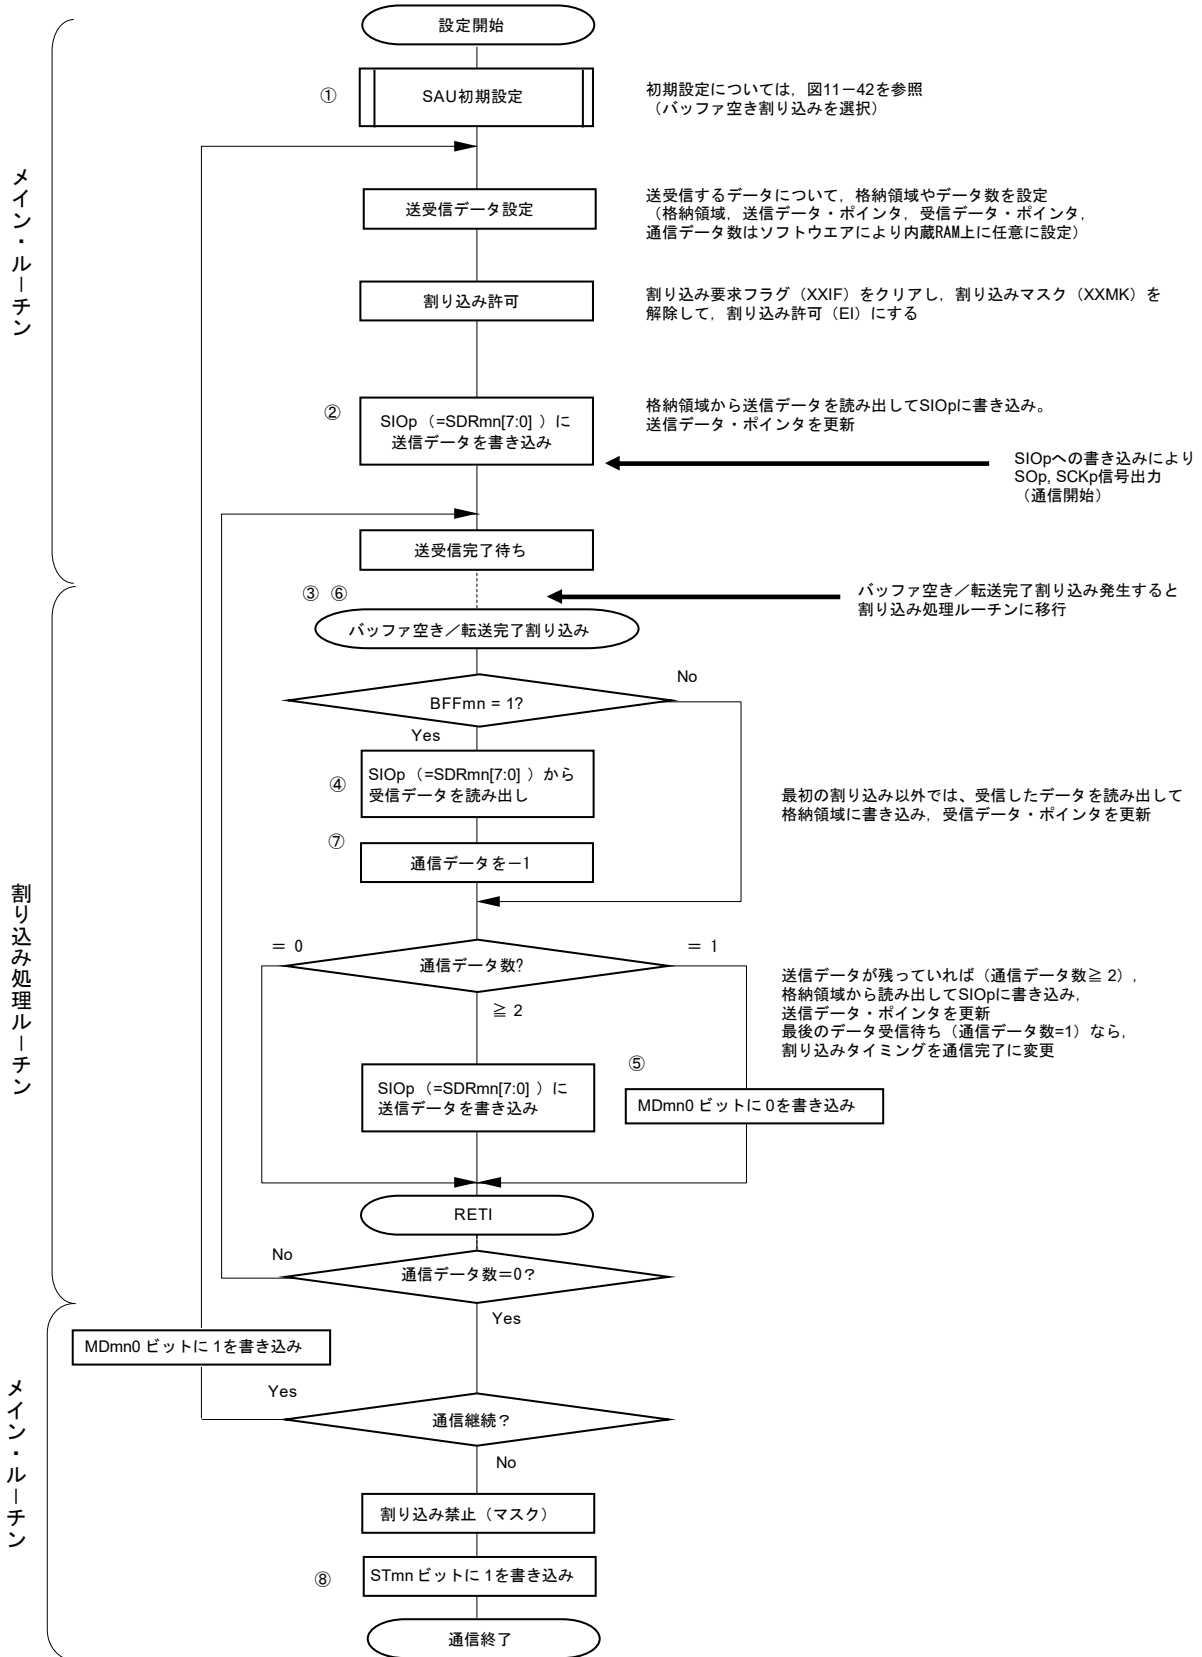 設定開始
①
SAU初期設定
初期設定については，図11－42を参照
（バッファ空き割り込みを選択）
メイン・ルーチン
送受信データ設定
送受信するデータについて，格納領域やデータ数を設定
（格納領域，送信データ・ポインタ，受信データ・ポインタ，
通信データ数はソフトウエアにより内蔵RAM上に任意に設定）
割り込み許可
割り込み要求フラグ（XXIF）をクリアし，割り込みマスク（XXMK）を
解除して，割り込み許可（EI）にする
②
SIOp（=SDRmn[7:0]）に
送信データを書き込み
格納領域から送信データを読み出してSIOpに書き込み。
送信データ・ポインタを更新
SIOpへの書き込みにより
SOp, SCKp信号出力
（通信開始）
送受信完了待ち
③ ⑥
バッファ空き／転送完了割り込み発生すると
割り込み処理ルーチンに移行
バッファ空き／転送完了割り込み
No
BFFmn = 1?
Yes
④
SIOp（=SDRmn[7:0]）から
受信データを読み出し
最初の割り込み以外では、受信したデータを読み出して
格納領域に書き込み，受信データ・ポインタを更新
⑦
通信データを－1
割り込み処理ルーチン
＝ 0
通信データ数?
＝ 1
≧ 2
送信データが残っていれば（通信データ数≧ 2），
格納領域から読み出してSIOpに書き込み，
送信データ・ポインタを更新
最後のデータ受信待ち（通信データ数=1）なら，
割り込みタイミングを通信完了に変更
⑤
SIOp（=SDRmn[7:0]）に
送信データを書き込み
MDmn0 ビットに 0を書き込み
RETI
No
通信データ数＝0？
Yes
MDmn0 ビットに 1を書き込み
メイン・ルーチン
Yes
通信継続？
No
割り込み禁止（マスク）
⑧
STmn ビットに 1を書き込み
通信終了